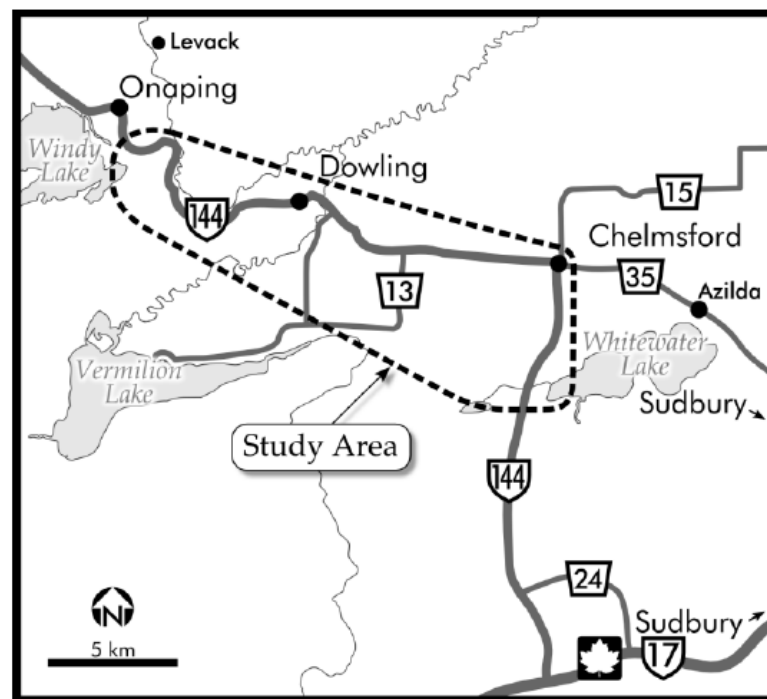 Levack
Onaping
Windy
Lake
Dowling
144
15
Chelmsford
35
13
Azilda
Whitewater
Lake
Vermilion
Lake
Sudbury
Study Area
144
24
N
5 km
Sudbury
17